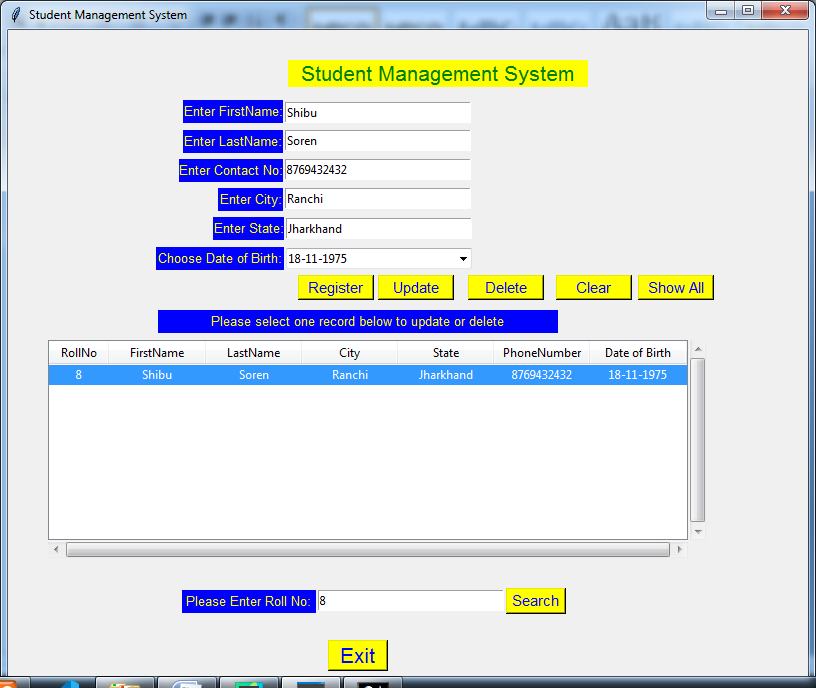 Student Management System
Student Management System
Enter FirstName: Shibu
Enter LastName: Soren
Enter Contact No: 8769432432
Enter City: Ranchi
Enter State: Jharkhand
Choose Date of Birth: 18-11-1975
Register Update Delete Clear Show All
Please select one record below to update or delete
RollNo FirstName LastName City State PhoneNumber Date of Birth
8 Shibu Soren Ranchi Jharkhand 8769432432 18-11-1975
Please Enter Roll No: 8 Search
Exit